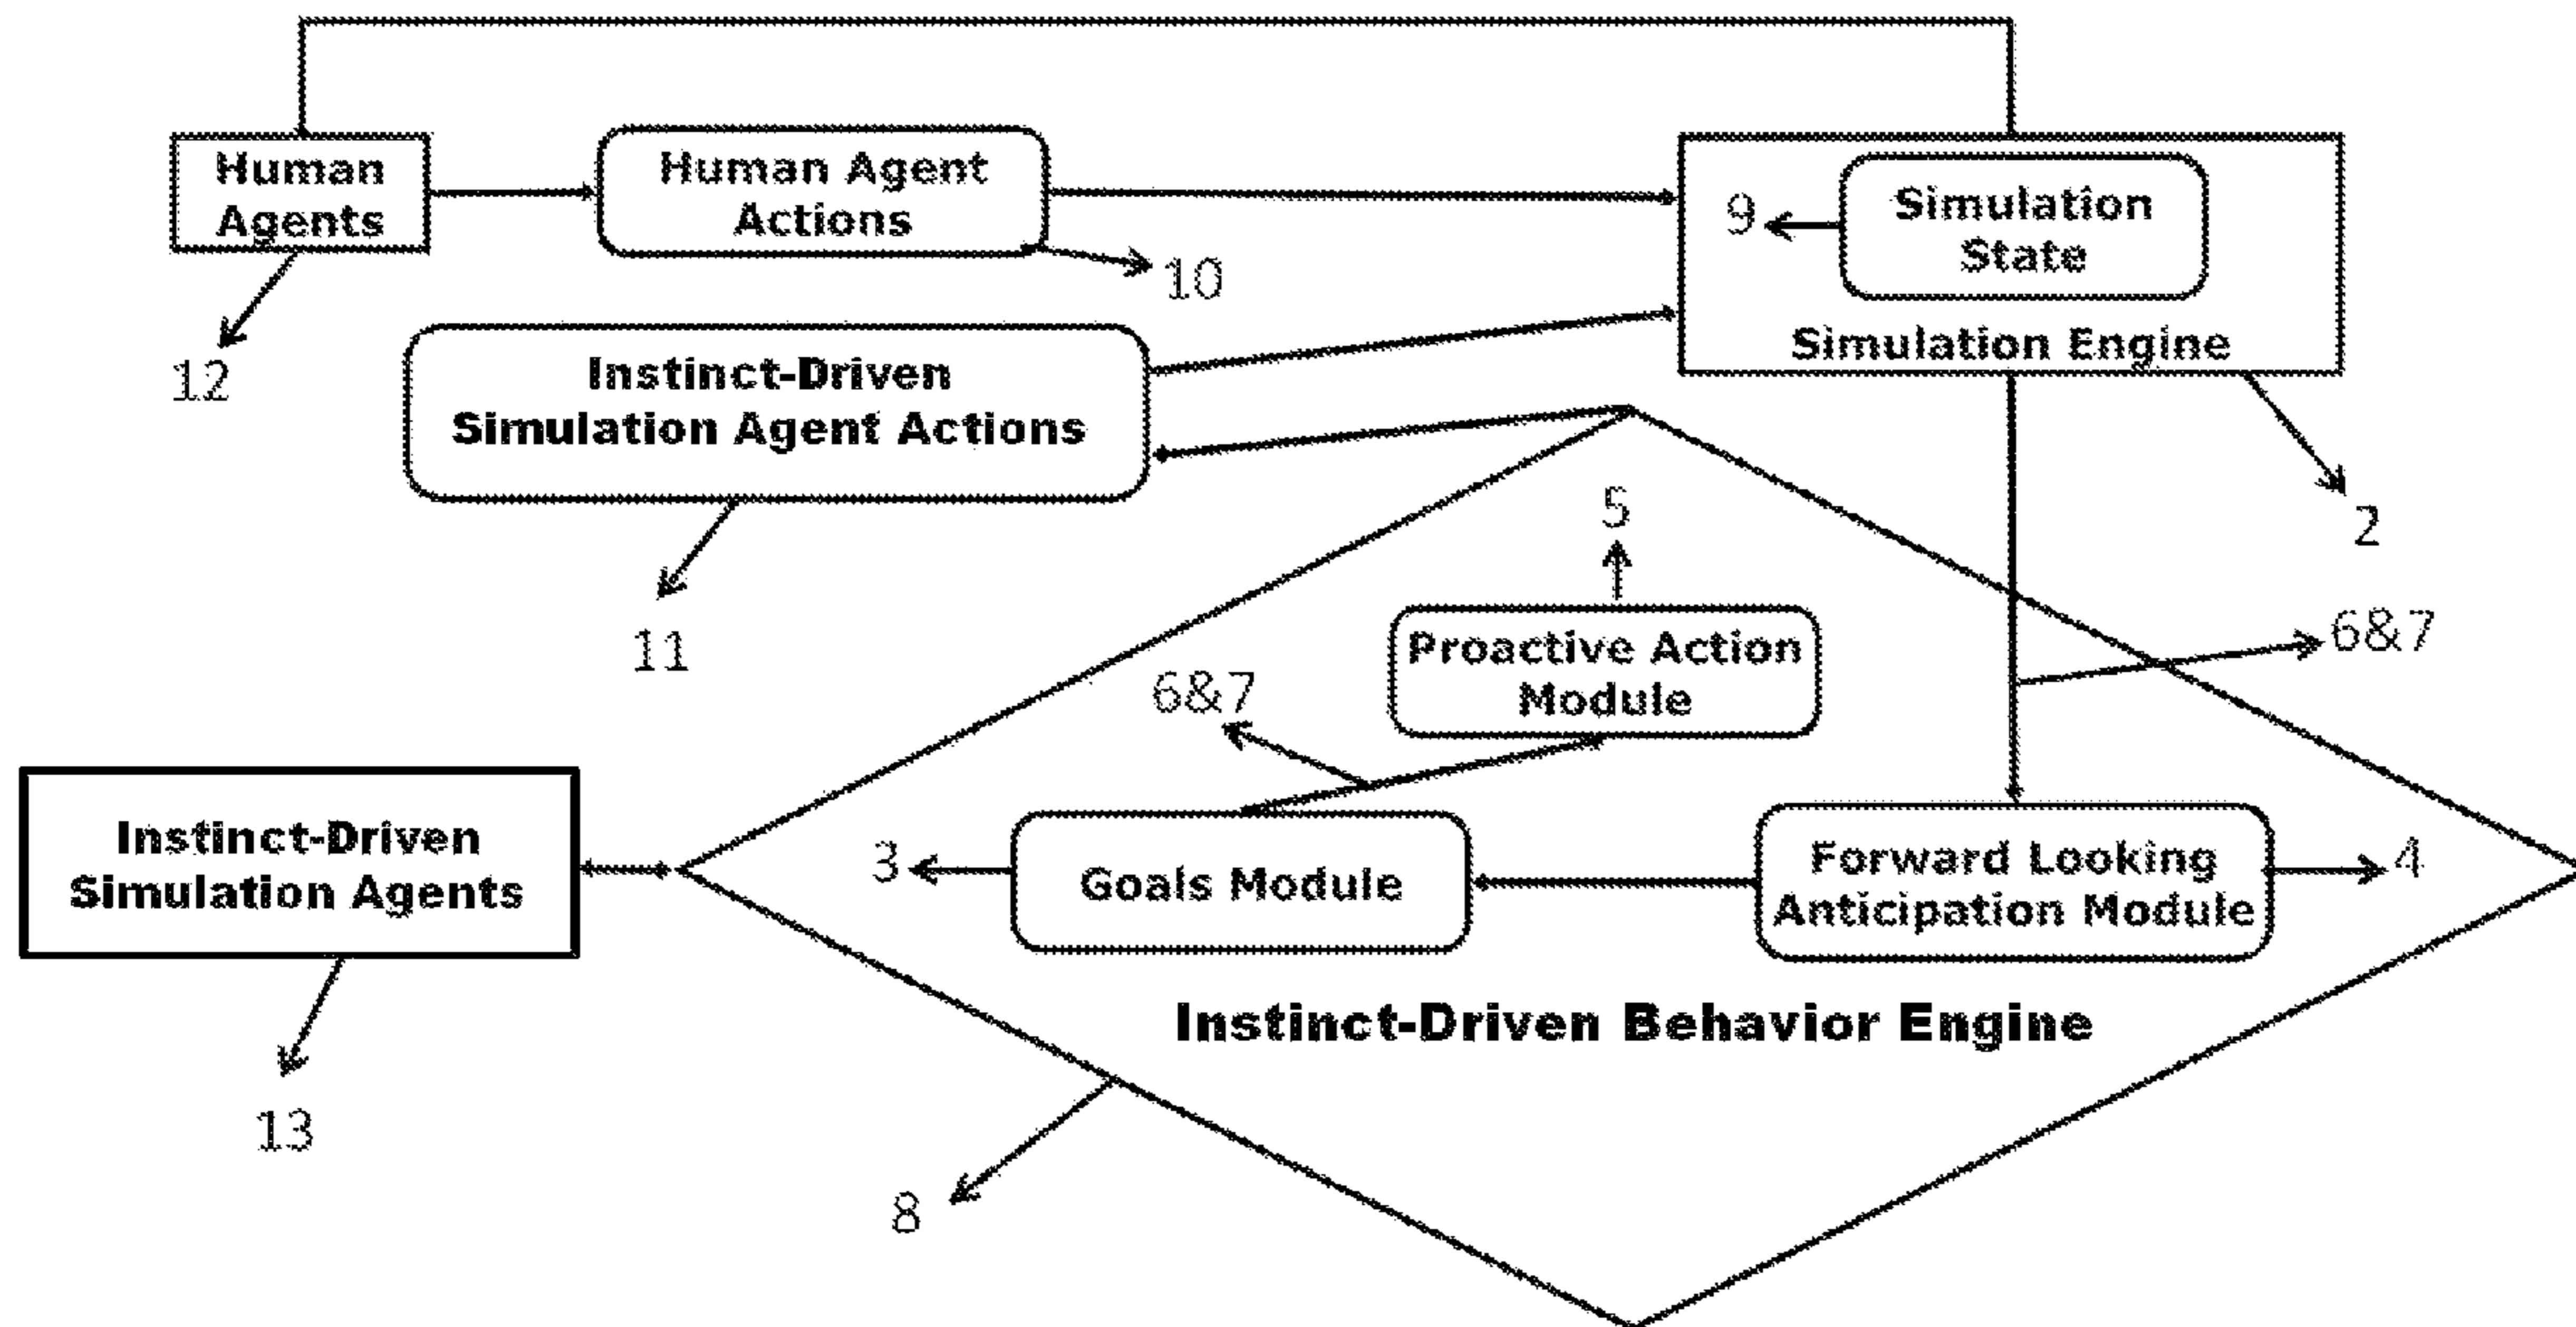 Human
Agents
Human Agent
Actions
9
Simulation
State
Simulation Engine
10
12
Instinct-Driven
Simulation Agent Actions
2
5
11
6&7
Proactive Action
Module
6&7
Instinct-Driven
Simulation Agents
3
Goals Module
Forward Looking
Anticipation Module
4
Instinct-Driven Behavior Engine
13
8